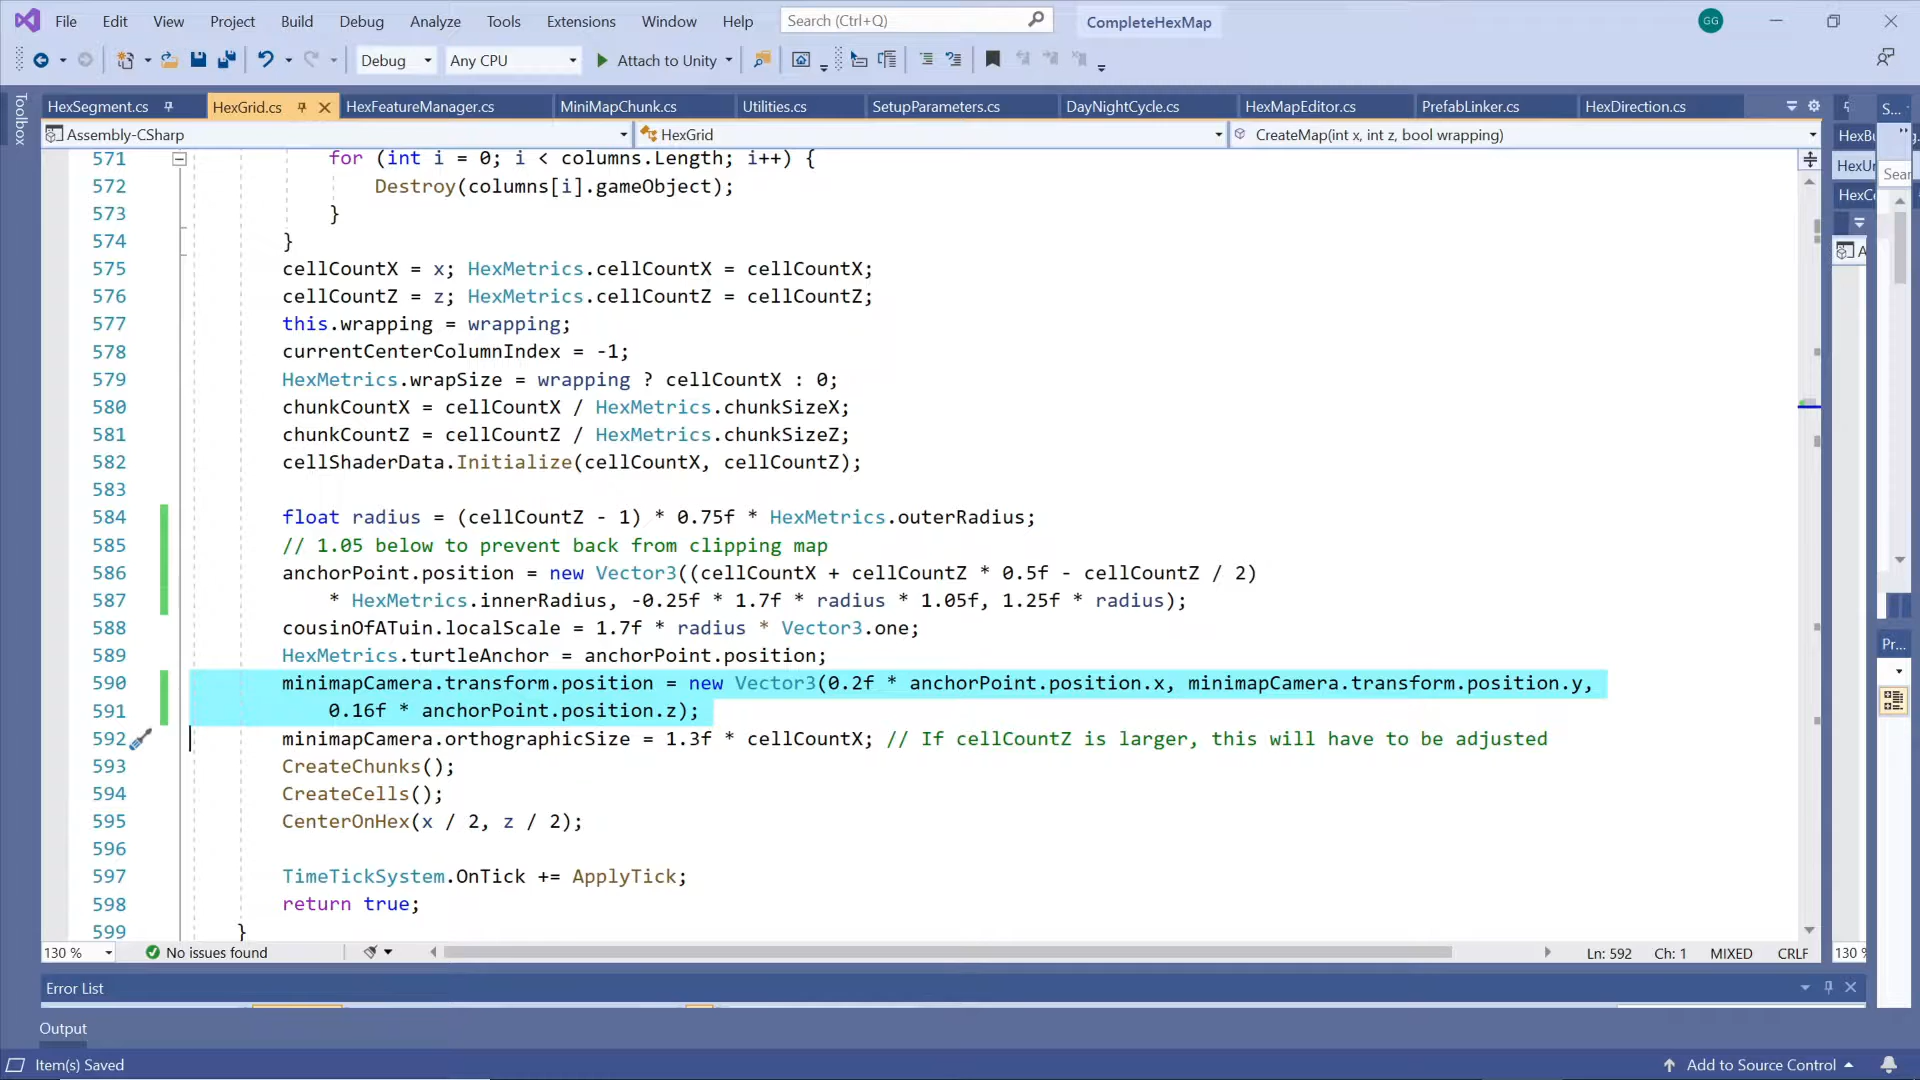 File Edit View Project Build Debug Analyze Tools Extensions Window Help Search (Ctrl+Q) CompleteHexMap GG
Debug Any CPU Attach to Unity
Toolbox
HexSegment.cs HexGrid.cs HexFeatureManager.cs MiniMapChunk.cs Utilities.cs SetupParameters.cs DayNightCycle.cs HexMapEditor.cs PrefabLinker.cs HexDirection.cs S...
Assembly-CSharp HexGrid CreateMap(int x, int z, bool wrapping)
571 for (int i = 0; i < columns.Length; i++) {
572 Destroy(columns[i].gameObject);
573 }
574 }
575 cellCountX = x; HexMetrics.cellCountX = cellCountX;
576 cellCountZ = z; HexMetrics.cellCountZ = cellCountZ;
577 this.wrapping = wrapping;
578 currentCenterColumnIndex = -1;
579 HexMetrics.wrapSize = wrapping ? cellCountX : 0;
580 chunkCountX = cellCountX / HexMetrics.chunkSizeX;
581 chunkCountZ = cellCountZ / HexMetrics.chunkSizeZ;
582 cellShaderData.Initialize(cellCountX, cellCountZ);
583
584 float radius = (cellCountZ - 1) * 0.75f * HexMetrics.outerRadius;
585 // 1.05 below to prevent back from clipping map
586 anchorPoint.position = new Vector3((cellCountX + cellCountZ * 0.5f - cellCountZ / 2)
587 * HexMetrics.innerRadius, -0.25f * 1.7f * radius * 1.05f, 1.25f * radius);
588 cousinOfATuin.localScale = 1.7f * radius * Vector3.one;
589 HexMetrics.turtleAnchor = anchorPoint.position;
590 minimapCamera.transform.position = new Vector3(0.2f * anchorPoint.position.x, minimapCamera.transform.position.y,
591 0.16f * anchorPoint.position.z);
592 minimapCamera.orthographicSize = 1.3f * cellCountX; // If cellCountZ is larger, this will have to be adjusted
593 CreateChunks();
594 CreateCells();
595 CenterOnHex(x / 2, z / 2);
596
597 TimeTickSystem.OnTick += ApplyTick;
598 return true;
599 }
130 % No issues found Ln: 592 Ch: 1 MIXED CRLF 130 %
Pr...
Error List
Output
Item(s) Saved Add to Source Control